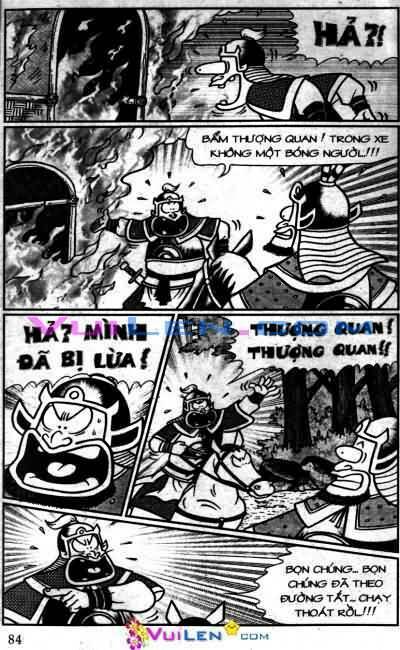 HẢ?!
BẨM THƯỢNG QUAN! TRONG XE
KHÔNG MỘT BÓNG NGƯỜI...!!!
HẢ? MÌNH
ĐÃ BỊ LỪA!
THƯỢNG QUAN!
THƯỢNG QUAN!!
VUILEN
BỌN CHÚNG... BỌN
CHÚNG ĐÃ THEO
ĐƯỜNG TẮT... CHẠY
THOÁT RỒI...!!!
84
VUILEN.COM